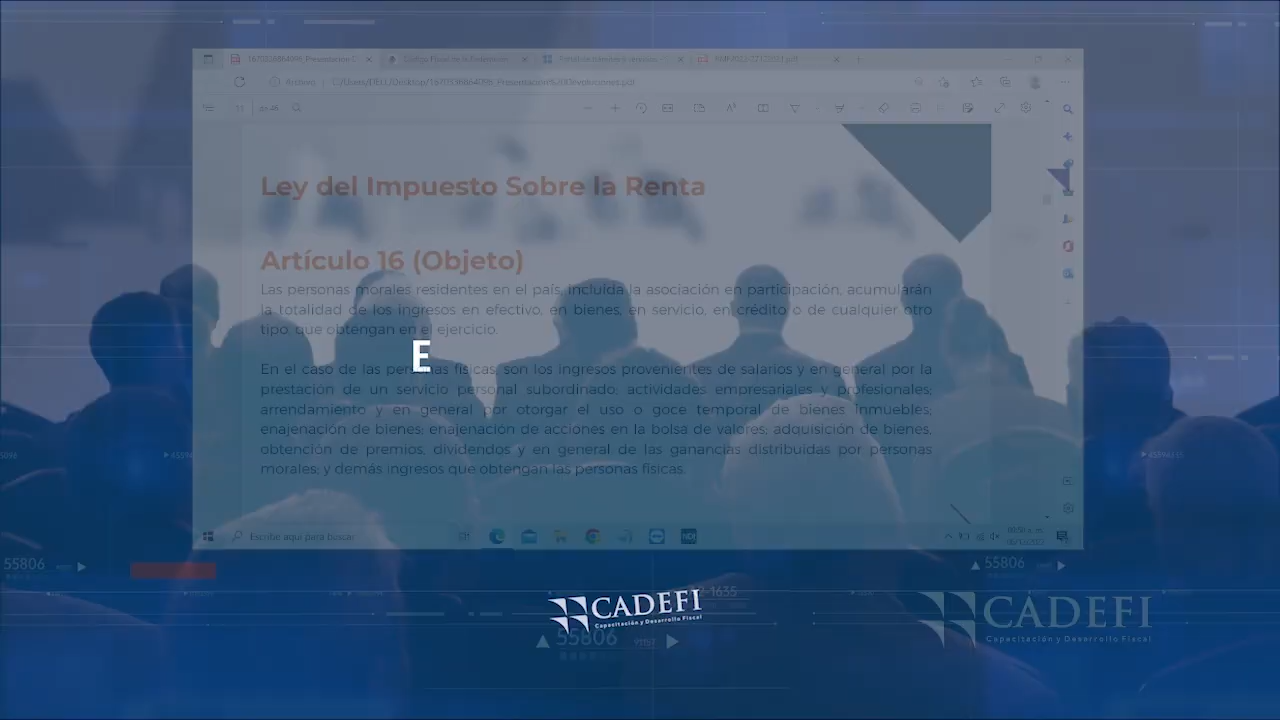 Ley del Impuesto Sobre la Renta
Artículo 16 (Objeto)
Las personas morales residentes en el país, incluida la asociación en participación, acumularán
la totalidad de los ingresos en efectivo, en bienes, en servicio, en crédito o de cualquier otro
tipo, que obtengan en el ejercicio.
E
En el caso de las personas físicas, son los ingresos provenientes de salarios y en general por la
prestación de un servicio personal subordinado; actividades empresariales y profesionales;
arrendamiento y en general por otorgar el uso o goce temporal de bienes inmuebles;
enajenación de bienes; enajenación de acciones en la bolsa de valores, adquisición de bienes,
obtención de premios, dividendos y en general de las ganancias distribuidas por personas
morales; y demás ingresos que obtengan las personas físicas.
Escribe aquí para buscar
55806
55806
CADEFI
Capacitación y Desarrollo Fiscal
55806
91157
CADEFI
Capacitación y Desarrollo Fiscal